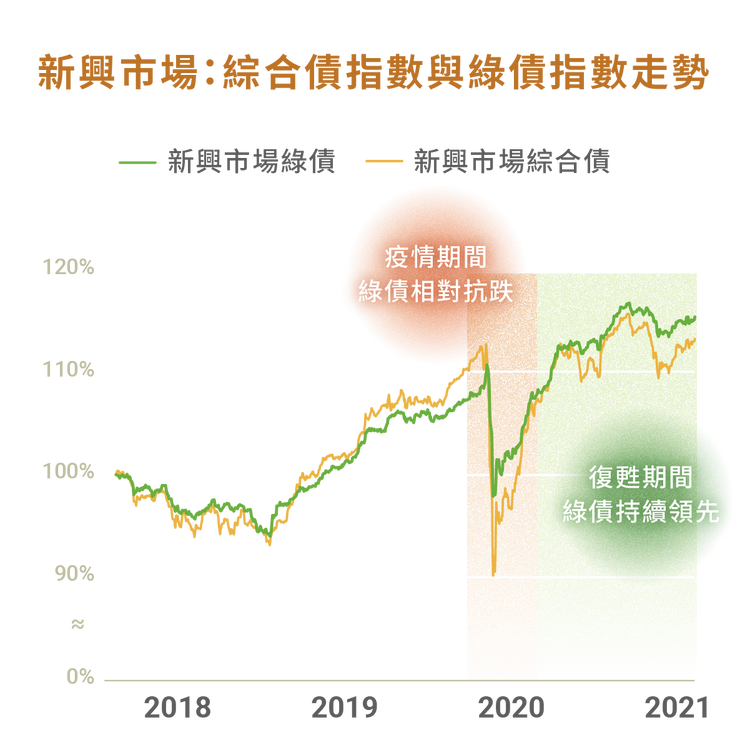 新興市場：綜合債指數與綠債指數走勢
新興市場綠債 新興市場綜合債
疫情期間
綠債相對抗跌
120%
110%
100%
90%
≈
0%
復甦期間
綠債持續領先
2018 2019 2020 2021